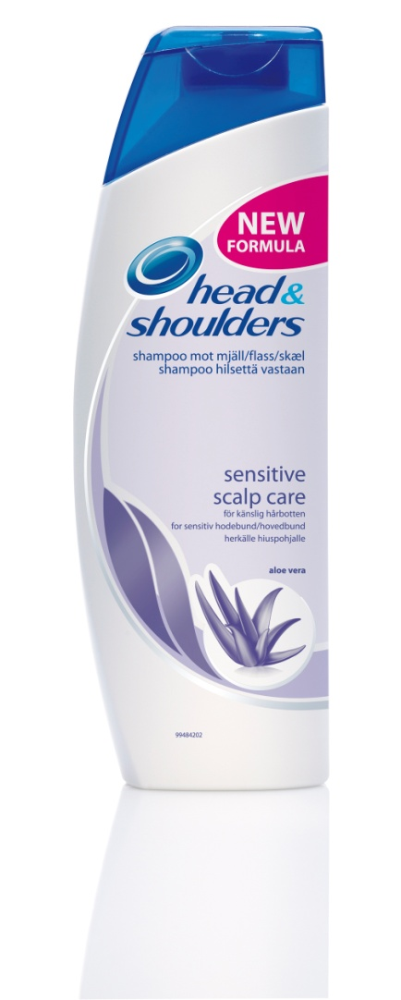 NEW
FORMULA
head&
shoulders
shampoo mot mjäll/flass/skæl
shampoo hilsettä vastaan
sensitive
scalp care
för känslig hårbotten
for sensitiv hodebund/hovedbund
herkälle hiuspohjalle
aloe vera
99484202